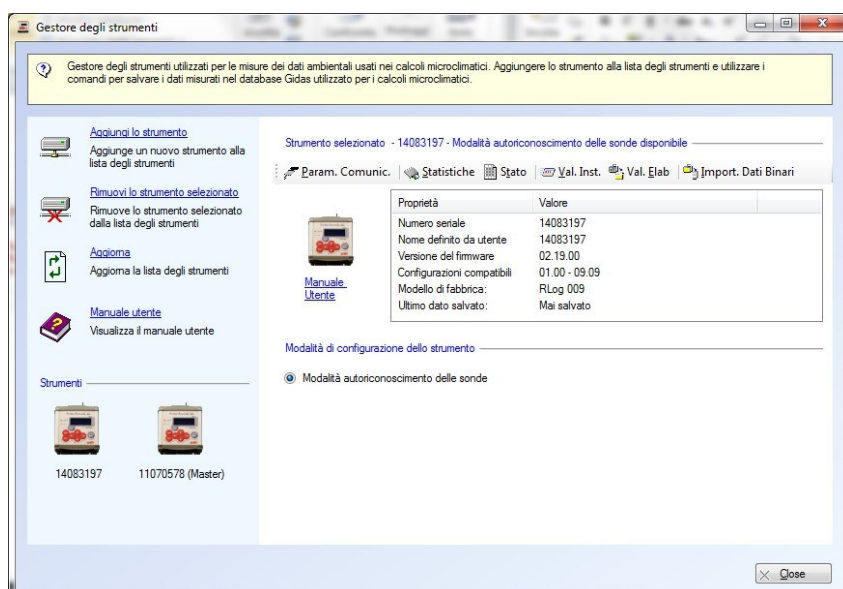 Gestore degli strumenti
Gestore degli strumenti utilizzati per le misure dei dati ambientali usati nei calcoli microclimatici. Aggiungere lo strumento alla lista degli strumenti e utilizzare i
comandi per salvare i dati misurati nel database Gidas utilizzato per i calcoli microclimatici.
Aggiungi lo strumento
Aggiunge un nuovo strumento alla
lista degli strumenti
Rimuovi lo strumento selezionato
Rimuove lo strumento selezionato
dalla lista degli strumenti
Aggiorna
Aggiorna la lista degli strumenti
Manuale utente
Visualizza il manuale utente
Strumenti
14083197
11070578 (Master)
Strumento selezionato - 14083197 - Modalità autoriconoscimento delle sonde disponibile
Param. Comunic. Statistiche Stato Val. Inst. Val. Elab Import. Dati Binari
Manuale
Utente
Proprietà Valore
Numero seriale 14083197
Nome definito da utente 14083197
Versione del firmware 02.19.00
Configurazioni compatibili 01.00 - 09.09
Modello di fabbrica: RLog 009
Ultimo dato salvato: Mai salvato
Modalità di configurazione dello strumento
Modalità autoriconoscimento delle sonde
Close